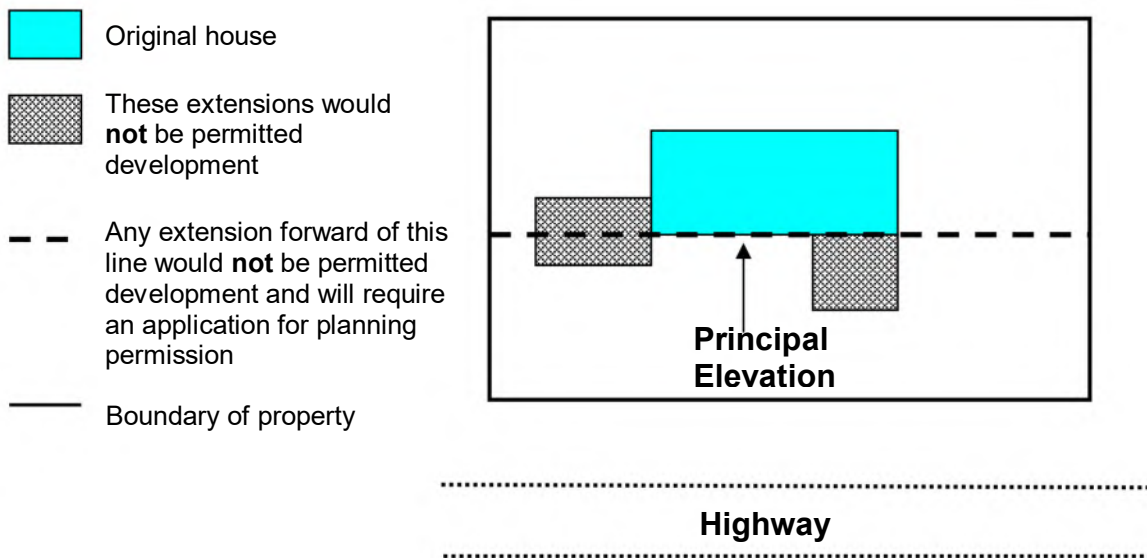 Original house
These extensions would
not be permitted
development
Any extension forward of this
line would not be permitted
development and will require
an application for planning
permission
Boundary of property
Principal
Elevation
Highway